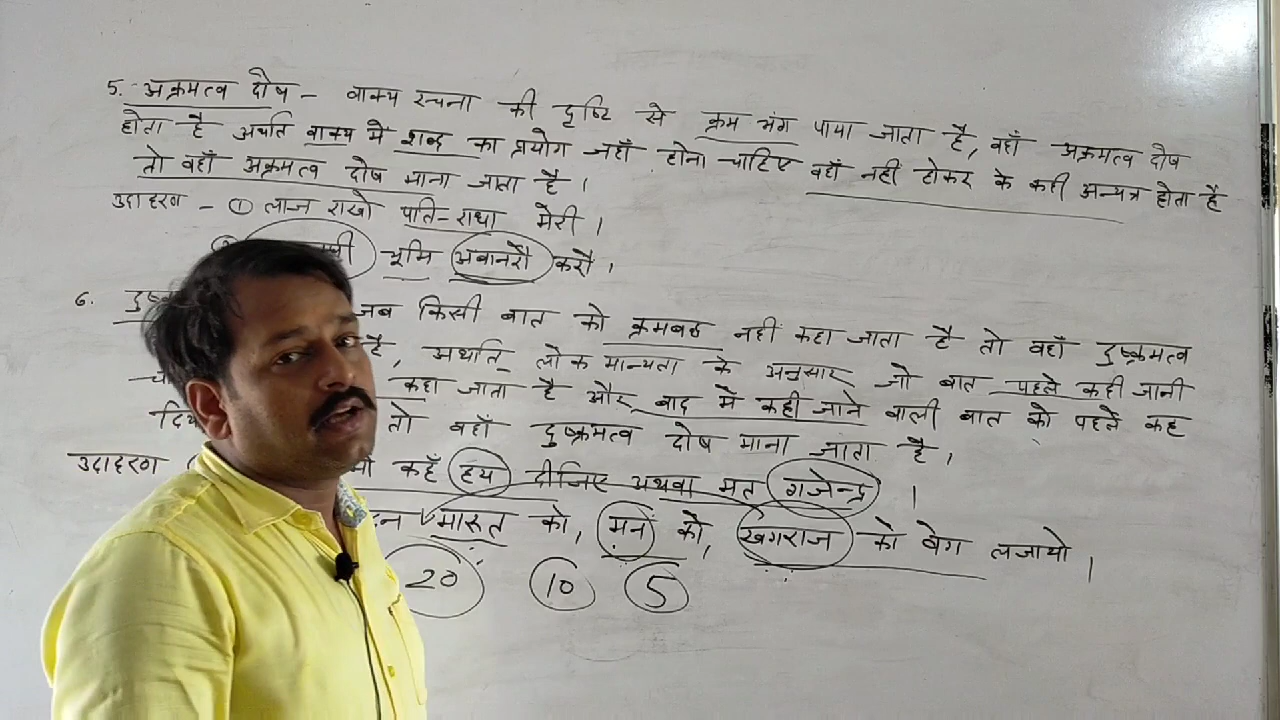 5. अक्रमत्व दोष – वाक्य रचना की दृष्टि से क्रम भंग पाया जाता है, वहाँ अक्रमत्व दोष
होता है अर्थात वाक्य में शब्द का प्रयोग जहाँ होना चाहिए वहाँ नहीं होकर के कहीं अन्यत्र होता है
तो वहाँ अक्रमत्व दोष माना जाता है।
उदाहरण – ① लाज राखो पति-राधा मेरी।
भूमि अबानरौ करौ।
6. जब किसी बात को क्रमबद्ध नहीं कहा जाता है तो वहाँ दुष्क्रमत्व
है, अर्थात् लोक मान्यता के अनुसार जो बात पहले कही जानी
कहा जाता है और बाद में कही जाने वाली बात को पहले कह
तो वहाँ दुष्क्रमत्व दोष माना जाता है।
उदाहरण कहँ हय दीजिए अथवा मत्त गजेन्द्र।
मारूत को, मन को, खगराज को वेग लजायो।
20 10 5